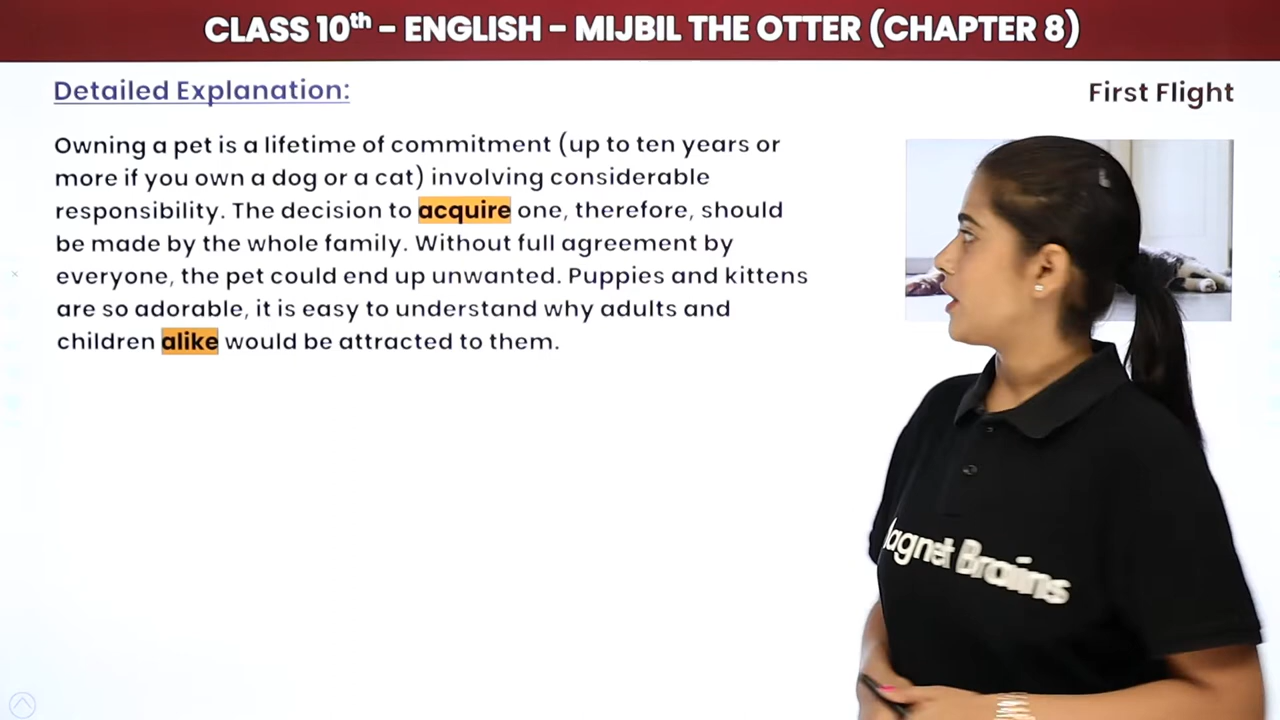 CLASS 10th - ENGLISH - MIJBIL THE OTTER (CHAPTER 8)
Detailed Explanation:
First Flight
Owning a pet is a lifetime of commitment (up to ten years or
more if you own a dog or a cat) involving considerable
responsibility. The decision to acquire one, therefore, should
be made by the whole family. Without full agreement by
everyone, the pet could end up unwanted. Puppies and kittens
are so adorable, it is easy to understand why adults and
children alike would be attracted to them.
agnet Brains